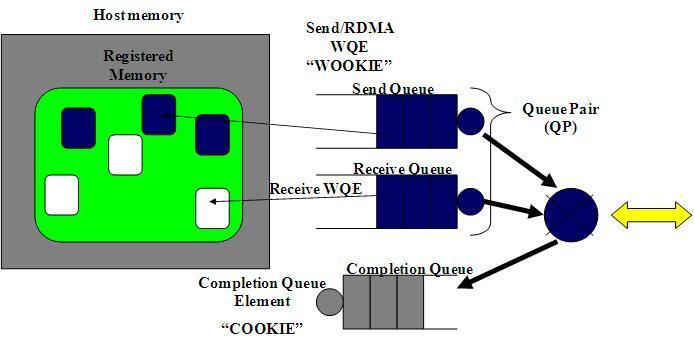 Host memory
Registered
Memory
Send/RDMA
WQE
“WOOKIE”
Send Queue
Queue Pair
(QP)
Receive Queue
Receive WQE
Completion Queue
Completion Queue
Element
“COOKIE”